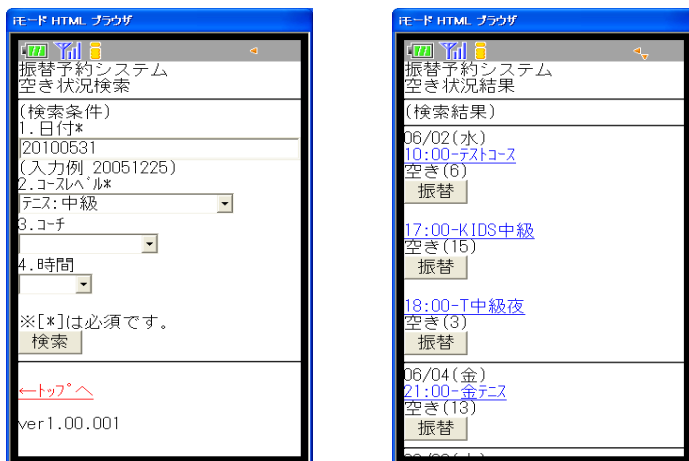 iモード HTML ブラウザ
振替予約システム
空き状況検索
(検索条件)
1.日付*
20100531
(入力例 20051225)
2.ｺｰｽﾚﾍﾞﾙ*
ﾃﾆｽ:中級
3.ｺｰﾁ
4.時間
※[*]は必須です。
検索
←ﾄｯﾌﾟへ
ver1.00.001
iモード HTML ブラウザ
振替予約システム
空き状況結果
(検索結果)
06/02(水)
10:00-ﾃｽﾄｺｰｽ
空き(6)
振替
17:00-KIDS中級
空き(15)
振替
18:00-T中級夜
空き(3)
振替
06/04(金)
21:00-金ﾃﾆｽ
空き(13)
振替